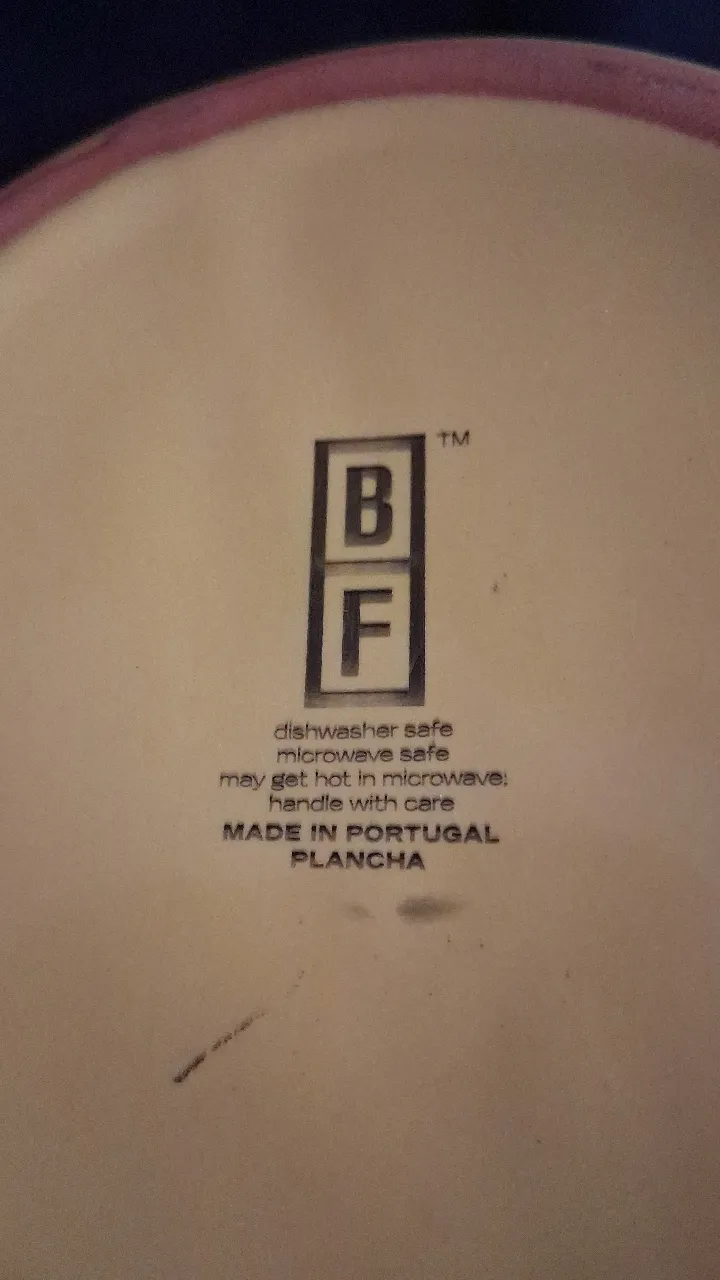 TM
B
F
dishwasher safe
microwave safe
may get hot in microwave;
handle with care
MADE IN PORTUGAL
PLANCHA